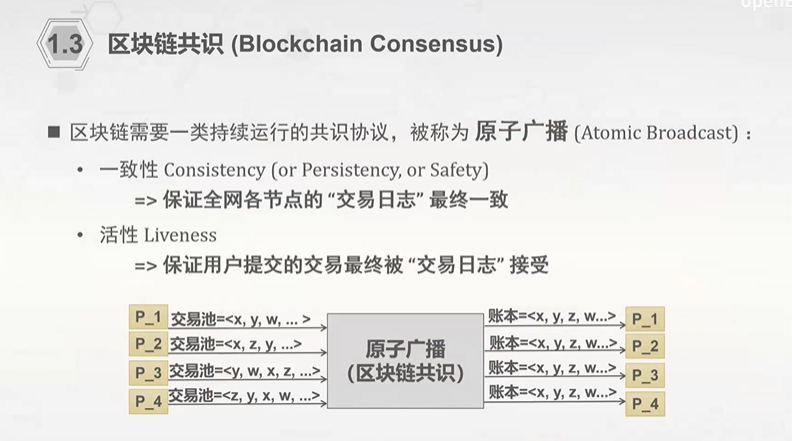 1.3 区块链共识 (Blockchain Consensus)
■ 区块链需要一类持续运行的共识协议，被称为 原子广播 (Atomic Broadcast)：
• 一致性 Consistency (or Persistency, or Safety)
=> 保证全网各节点的 “交易日志” 最终一致
• 活性 Liveness
=> 保证用户提交的交易最终被 “交易日志” 接受
P_1 交易池=<x, y, w, ... > 账本=<x, y, z, w...> P_1
P_2 交易池=<x, z, y, ...> 账本=<x, y, z, w...> P_2
原子广播
(区块链共识)
P_3 交易池=<y, w, x, z, ...> 账本=<x, y, z, w...> P_3
P_4 交易池=<z, y, x, w, ...> 账本=<x, y, z, w...> P_4